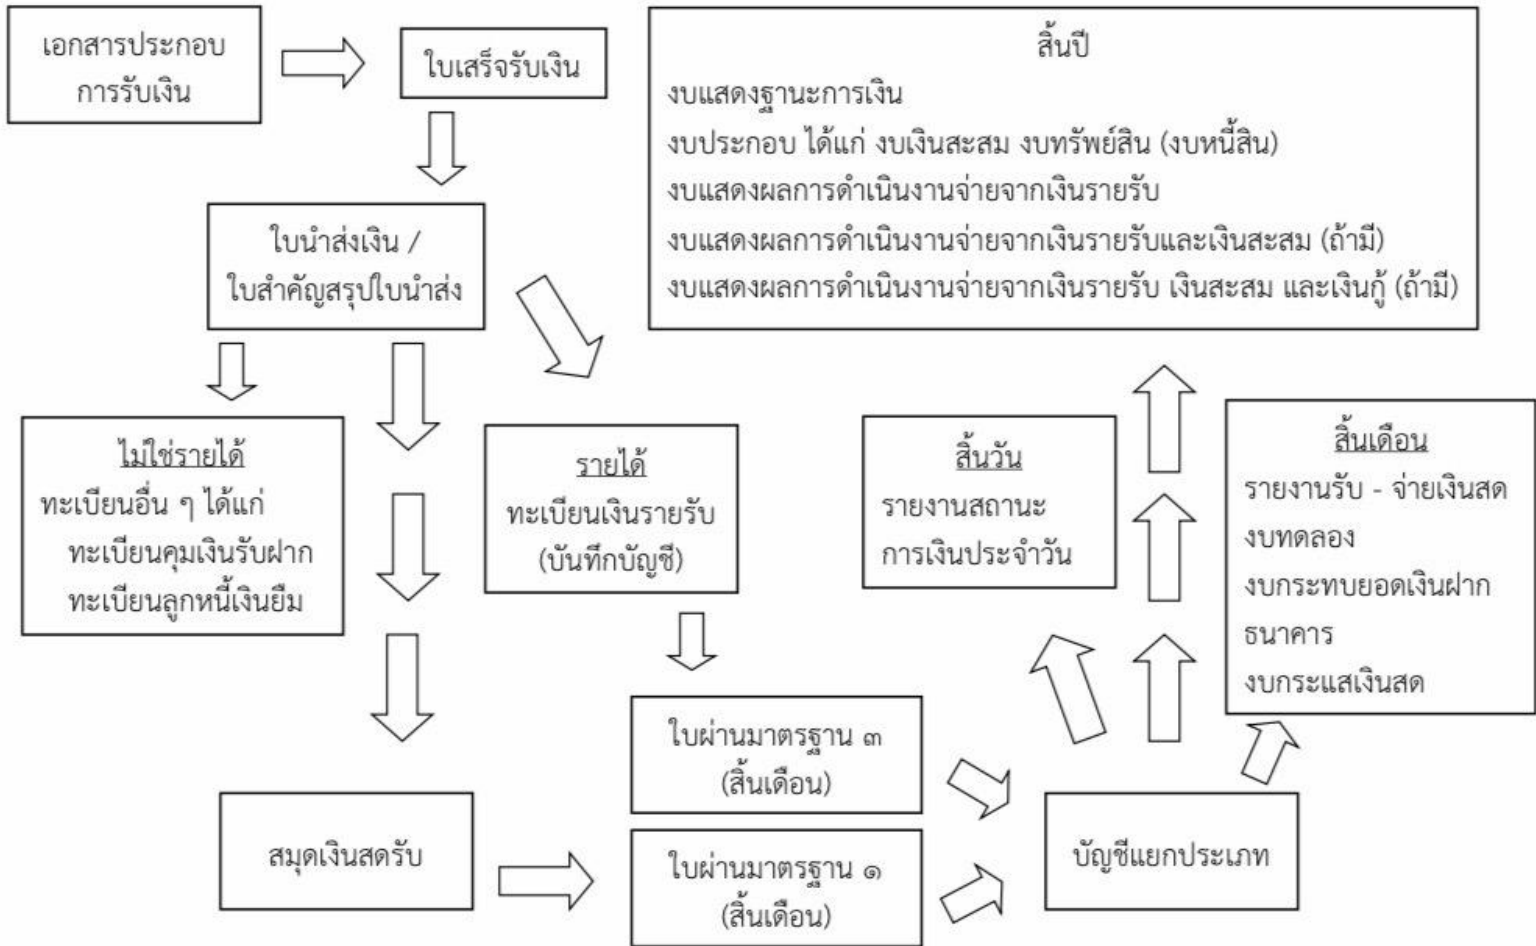 เอกสารประกอบ
การรับเงิน
ใบเสร็จรับเงิน
ใบนำส่งเงิน /
ใบสำคัญสรุปใบนำส่ง
สิ้นปี
งบแสดงฐานะการเงิน
งบประกอบ ได้แก่ งบเงินสะสม งบทรัพย์สิน (งบหนี้สิน)
งบแสดงผลการดำเนินงานจ่ายจากเงินรายรับ
งบแสดงผลการดำเนินงานจ่ายจากเงินรายรับและเงินสะสม (ถ้ามี)
งบแสดงผลการดำเนินงานจ่ายจากเงินรายรับ เงินสะสม และเงินกู้ (ถ้ามี)
ไม่ใช่รายได้
ทะเบียนอื่น ๆ ได้แก่
ทะเบียนคุมเงินรับฝาก
ทะเบียนลูกหนี้เงินยืม
รายได้
ทะเบียนเงินรายรับ
(บันทึกบัญชี)
สิ้นวัน
รายงานสถานะ
การเงินประจำวัน
สิ้นเดือน
รายงานรับ - จ่ายเงินสด
งบทดลอง
งบกระทบยอดเงินฝาก
ธนาคาร
งบกระแสเงินสด
สมุดเงินสดรับ
ใบผ่านมาตรฐาน ๓
(สิ้นเดือน)
ใบผ่านมาตรฐาน ๑
(สิ้นเดือน)
บัญชีแยกประเภท